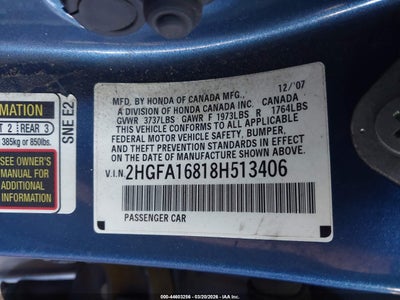 MFD. BY HONDA OF CANADA MFG., 12/'07
A DIVISION OF HONDA CANADA INC. CANADA
GVWR 3737LBS GAWR F 1973LBS R 1764LBS
THIS VEHICLE CONFORMS TO ALL APPLICABLE
FEDERAL MOTOR VEHICLE SAFETY, BUMPER,
AND THEFT PREVENTION STANDARDS IN EFFECT
ON THE DATE OF MANUFACTURE SHOWN ABOVE.
V.I.N. 2HGFA16818H513406
PASSENGER CAR
MATION
2 REAR 3
385kg or 850lbs.
SEE OWNER'S
MANUAL FOR
ADDITIONAL
INFORMATION
SNE E2
000-44603256 - 03/20/2026 - IAA Inc.